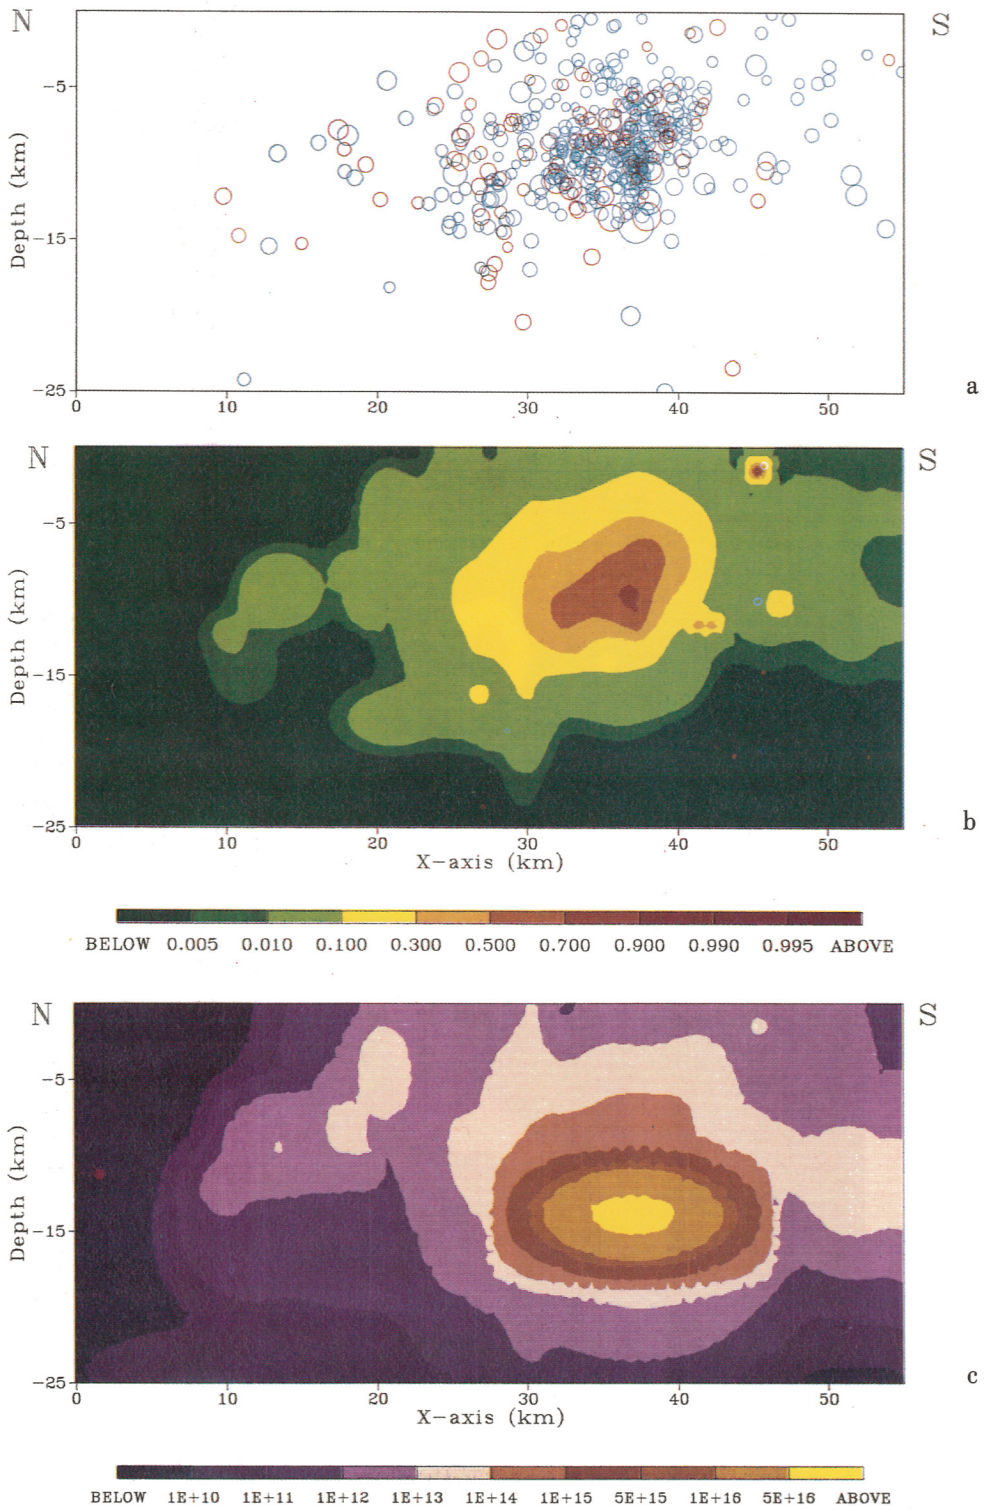 N S
-5
-15
-25
Depth (km)
0 10 20 30 40 50
a
N S
-5
-15
-25
Depth (km)
0 10 20 30 40 50
X-axis (km)
b
BELOW 0.005 0.010 0.100 0.300 0.500 0.700 0.900 0.990 0.995 ABOVE
N S
-5
-15
-25
Depth (km)
0 10 20 30 40 50
X-axis (km)
c
BELOW 1E+10 1E+11 1E+12 1E+13 1E+14 1E+15 5E+15 1E+16 5E+16 ABOVE